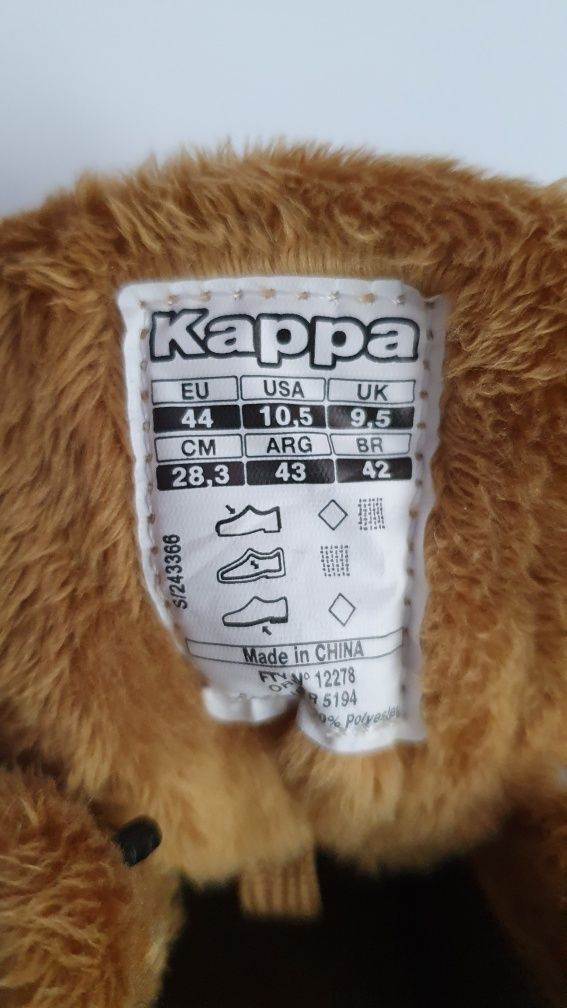 Kappa
EU USA UK
44 10,5 9,5
CM ARG BR
28,3 43 42
S/243366
Made in CHINA
Nº 12278
5194
0% Polyester